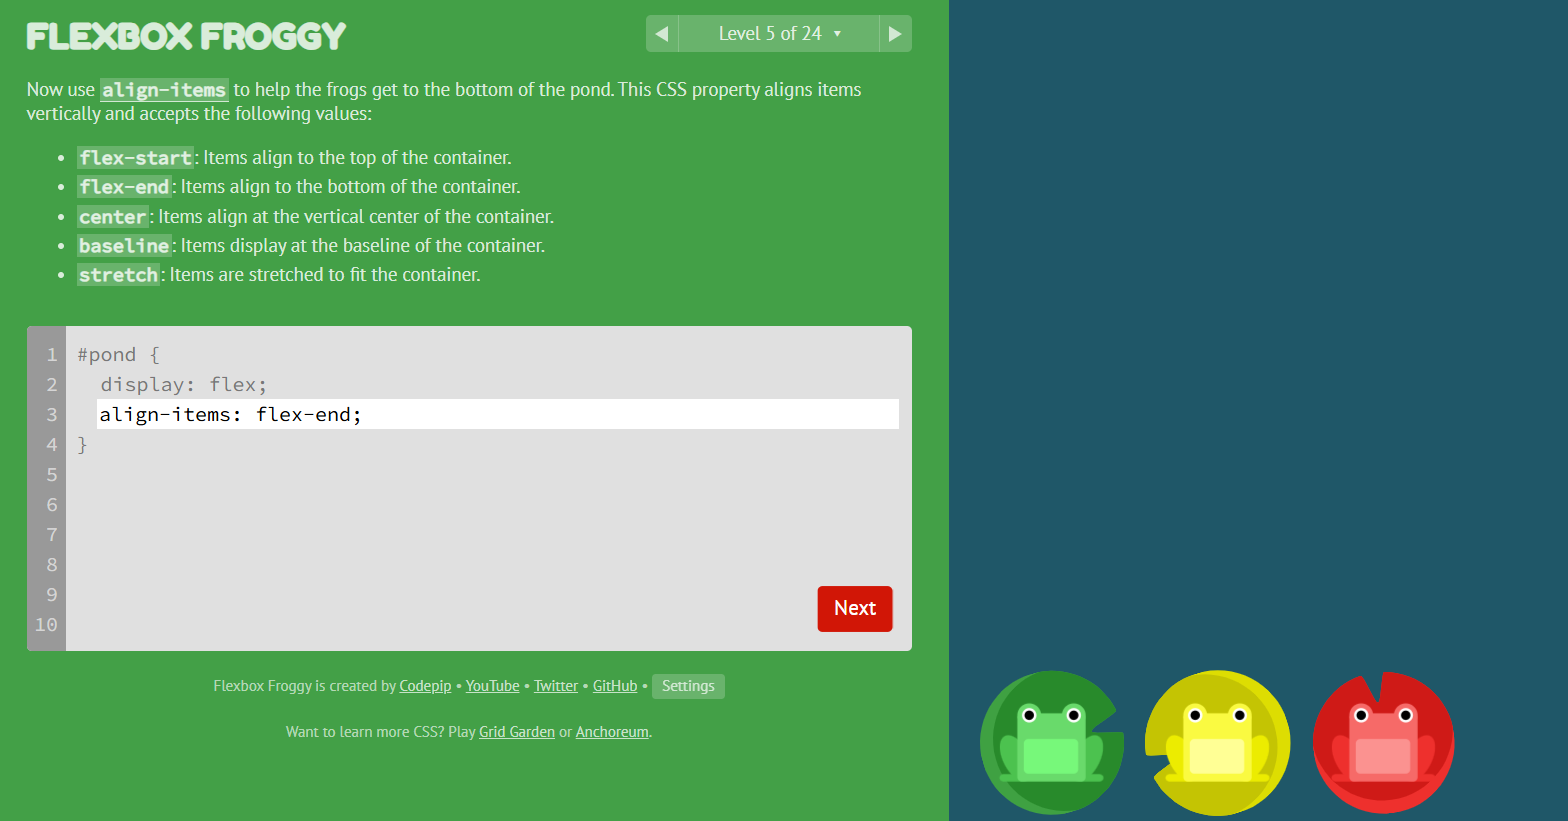 FLEXBOX FROGGY
◀ Level 5 of 24 ▼ ▶
Now use align-items to help the frogs get to the bottom of the pond. This CSS property aligns items
vertically and accepts the following values:
• flex-start: Items align to the top of the container.
• flex-end: Items align to the bottom of the container.
• center: Items align at the vertical center of the container.
• baseline: Items display at the baseline of the container.
• stretch: Items are stretched to fit the container.
1 #pond {
2 display: flex;
3 align-items: flex-end;
4 }
5
6
7
8
9
10
Next
Flexbox Froggy is created by Codepip • YouTube • Twitter • GitHub • Settings
Want to learn more CSS? Play Grid Garden or Anchoreum.